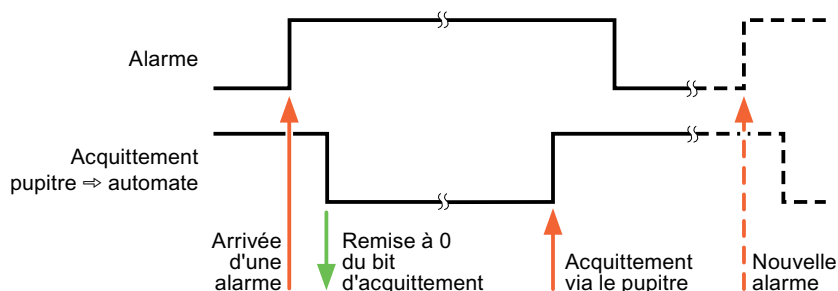 Alarme
Acquittement
pupitre ⇨ automate
Arrivée
d'une
alarme
Remise à 0
du bit
d'acquittement
Acquittement
via le pupitre
Nouvelle
alarme